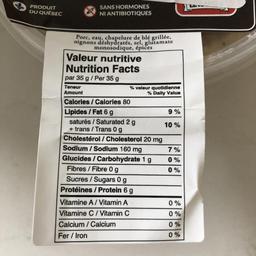 PRODUIT
DU QUÉBEC
SANS HORMONES
NI ANTIBIOTIQUES
Porc, eau, chapelure de blé grillée,
oignons déshydratés, sel, glutamate
monosodique, épices
Valeur nutritive
Nutrition Facts
par 35 g / Per 35 g
Teneur % valeur quotidienne
Amount % Daily Value
Calories / Calories 80
Lipides / Fat 6 g 9 %
saturés / Saturated 2 g
+ trans / Trans 0 g 10 %
Cholestérol / Cholesterol 20 mg
Sodium / Sodium 160 mg 7 %
Glucides / Carbohydrate 1 g 0 %
Fibres / Fibre 0 g 0 %
Sucres / Sugars 0 g
Protéines / Protein 6 g
Vitamine A / Vitamin A 0 %
Vitamine C / Vitamin C 0 %
Calcium / Calcium 0 %
Fer / Iron 0 %